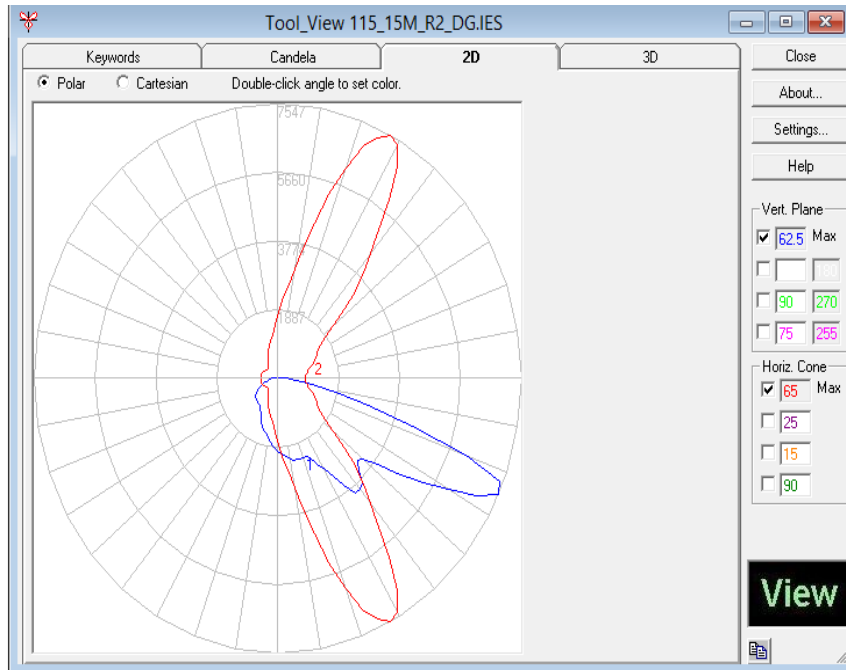 Tool_View 115_15M_R2_DG.IES
Keywords Candela 2D 3D
Polar Cartesian Double-click angle to set color.
Close
About...
Settings...
Help
7547
5660
3774
1887
2
1
Vert. Plane
62.5 Max
180
90 270
75 255
Horiz. Cone
65 Max
25
15
90
View